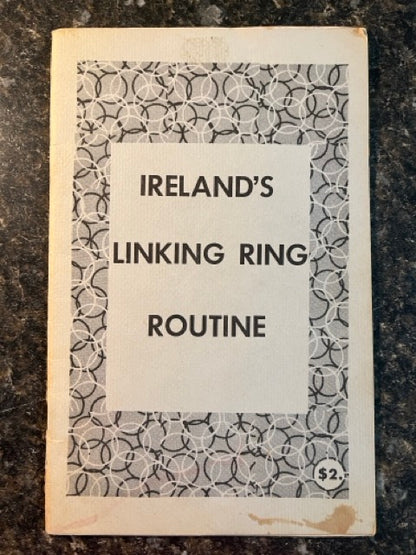 IRELAND'S
LINKING RING
ROUTINE
$2.